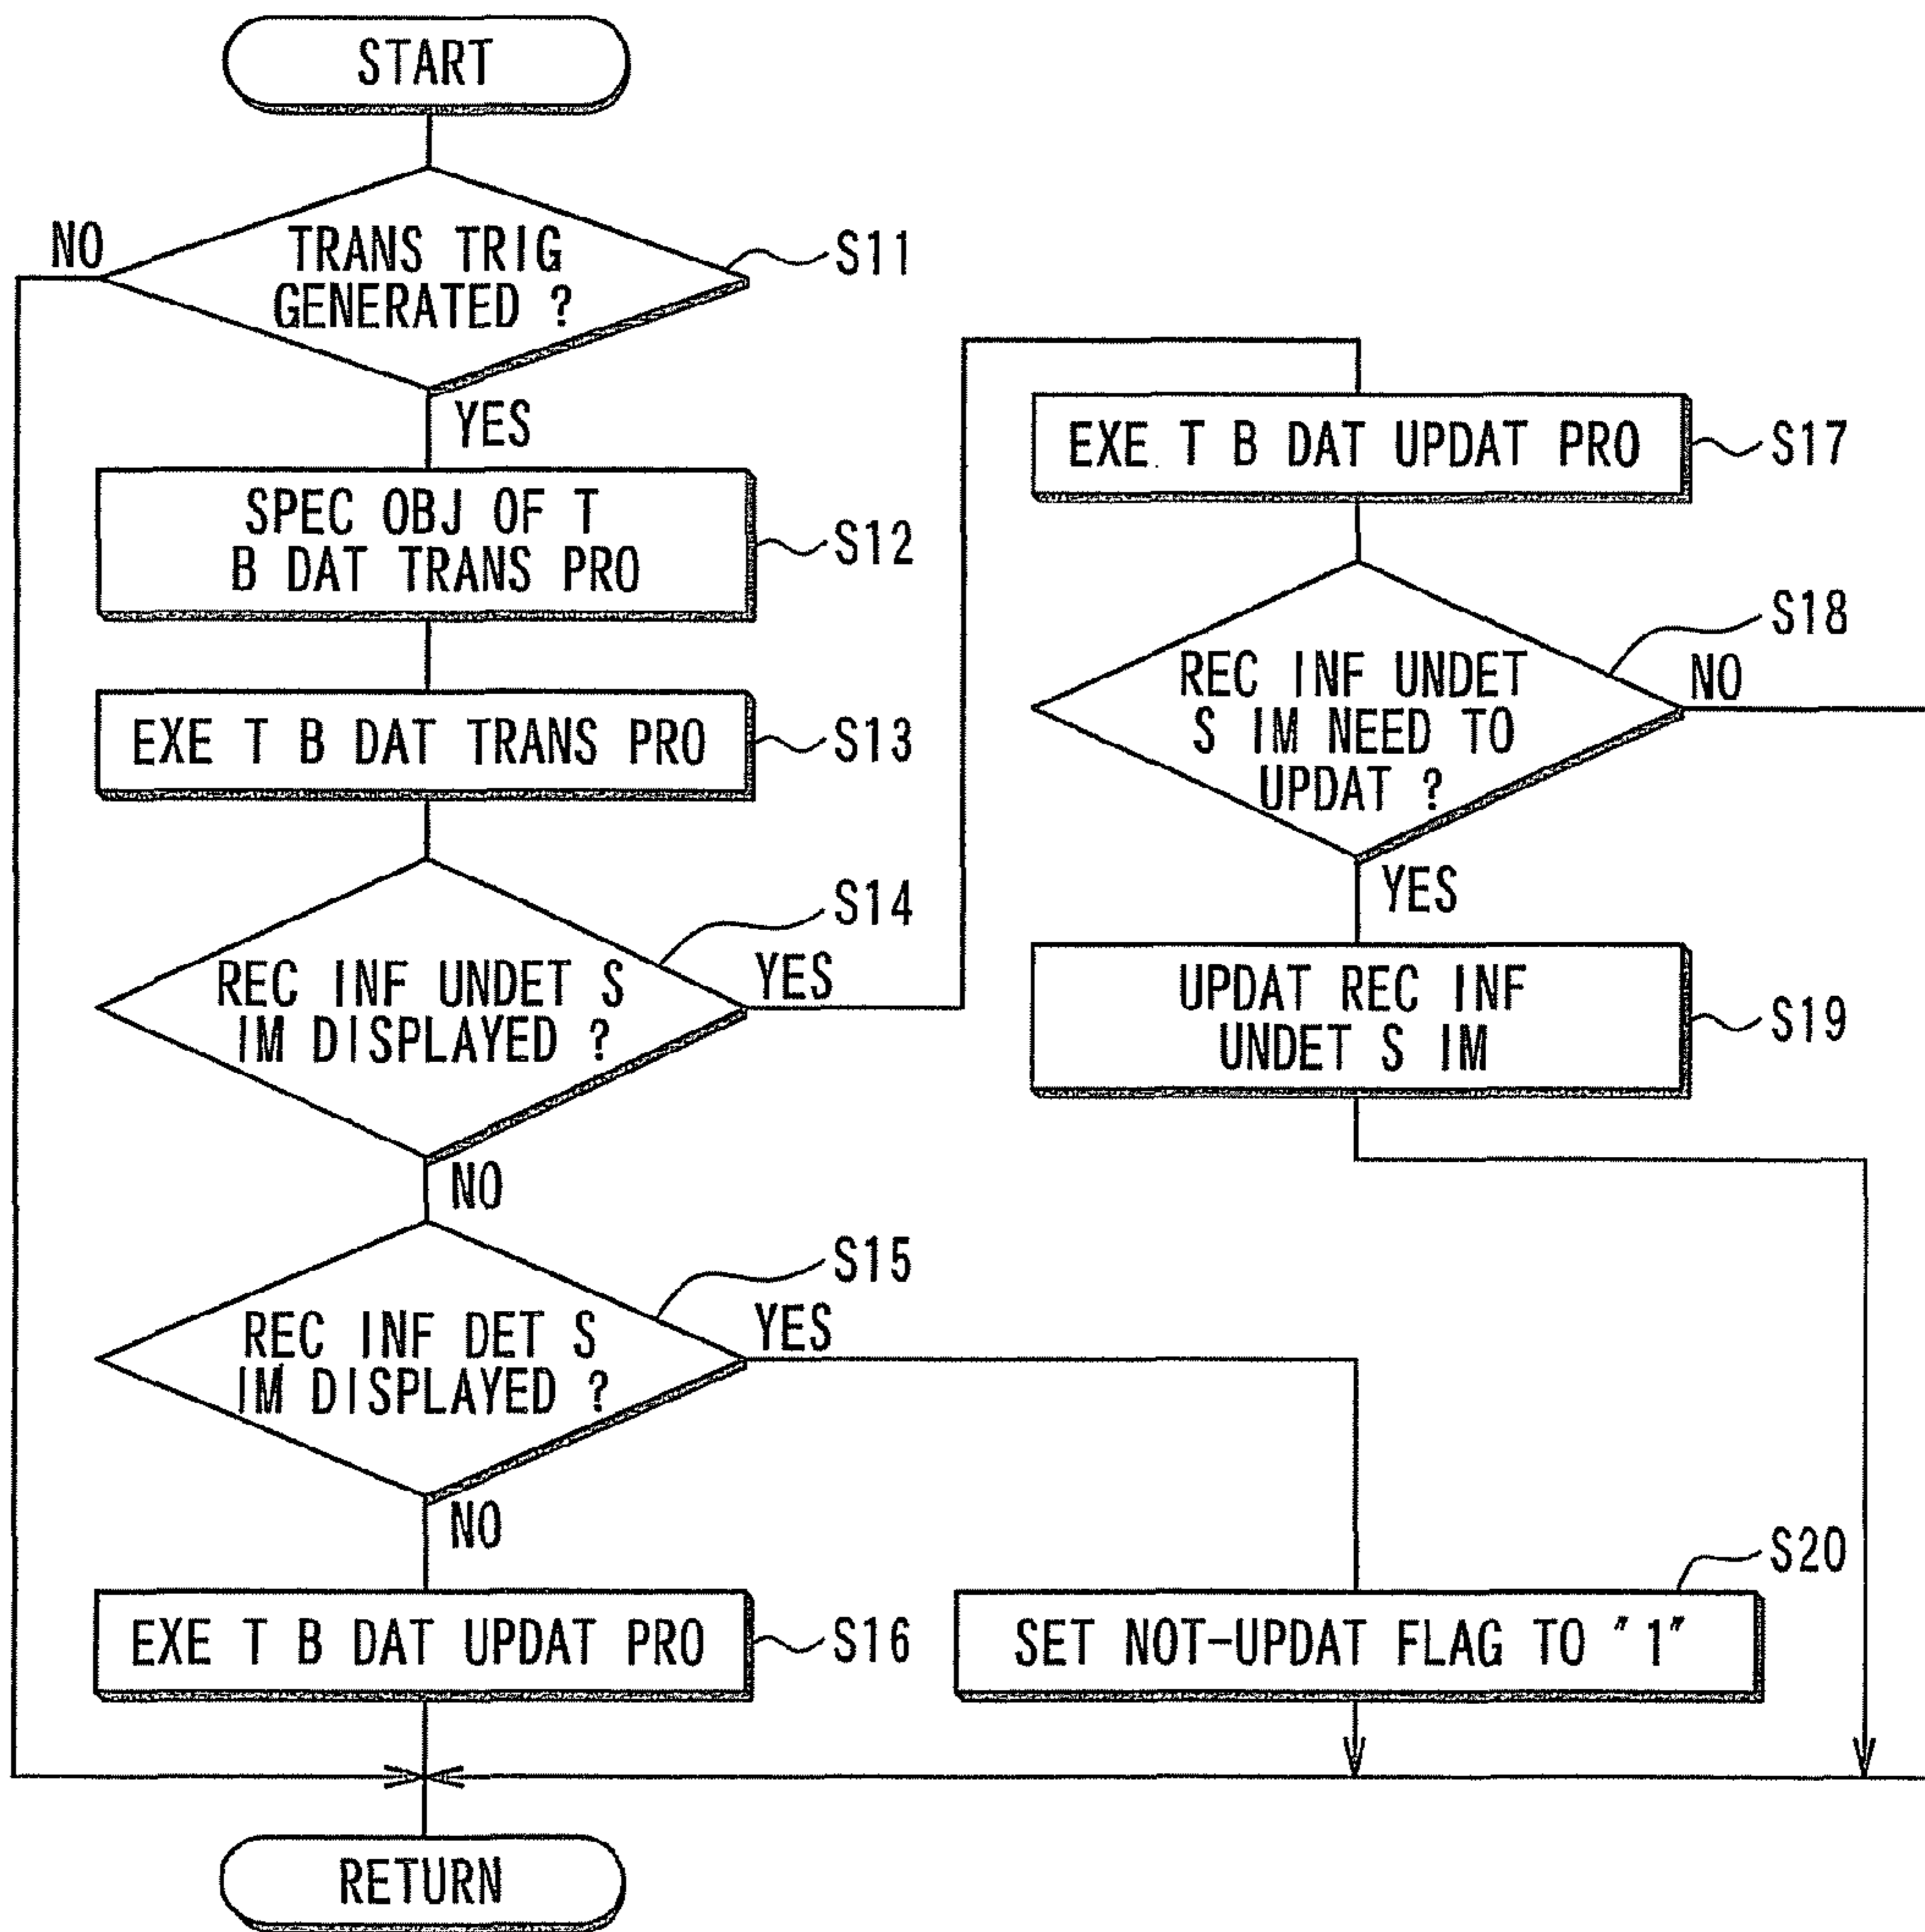 START
TRANS TRIG
GENERATED ?
S11
NO
YES
SPEC OBJ OF T
B DAT TRANS PRO
S12
EXE T B DAT TRANS PRO
S13
REC INF UNDET S
IM DISPLAYED ?
S14
YES
NO
REC INF DET S
IM DISPLAYED ?
S15
YES
NO
EXE T B DAT UPDAT PRO
S16
EXE T B DAT UPDAT PRO
S17
REC INF UNDET
S IM NEED TO
UPDAT ?
S18
NO
YES
UPDAT REC INF
UNDET S IM
S19
SET NOT-UPDAT FLAG TO "1"
S20
RETURN